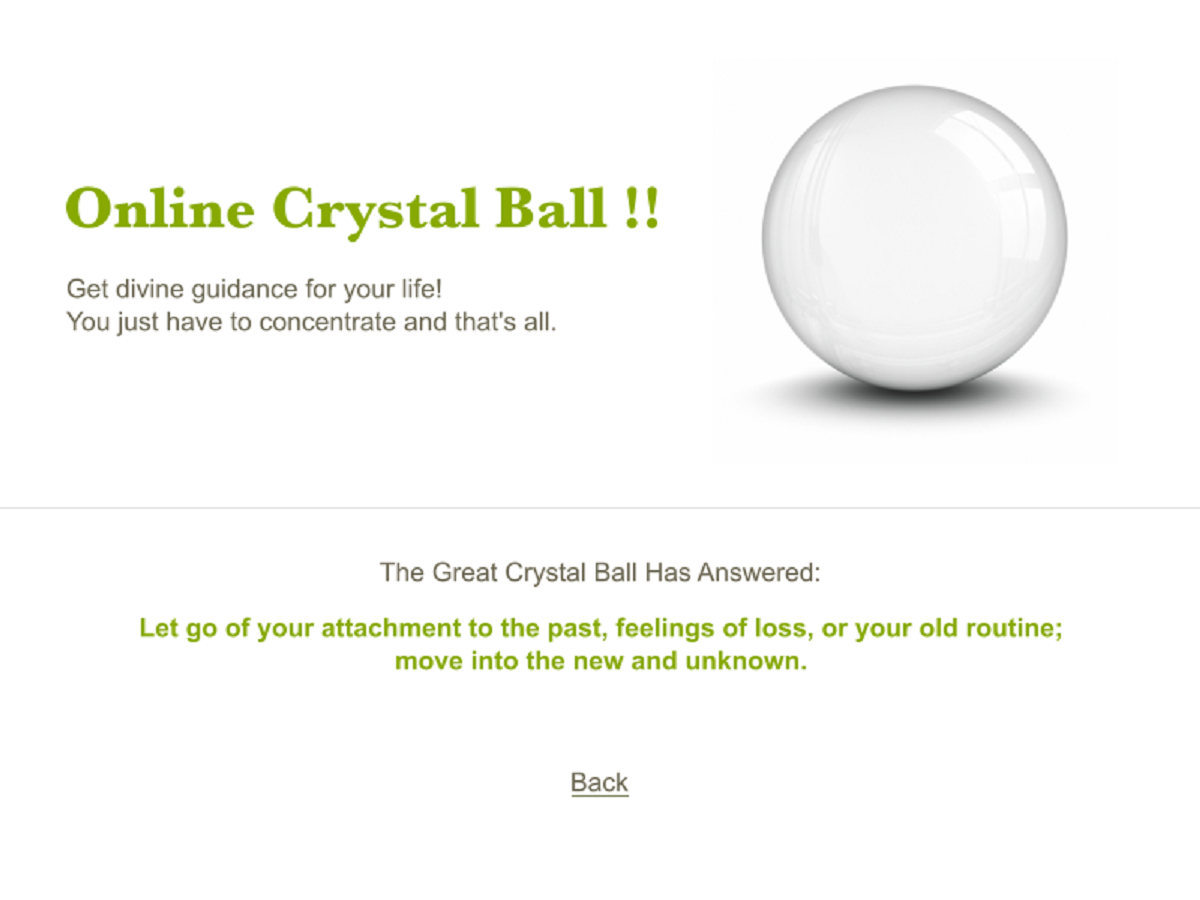 Online Crystal Ball !!
Get divine guidance for your life!
You just have to concentrate and that's all.
The Great Crystal Ball Has Answered:
Let go of your attachment to the past, feelings of loss, or your old routine;
move into the new and unknown.
Back